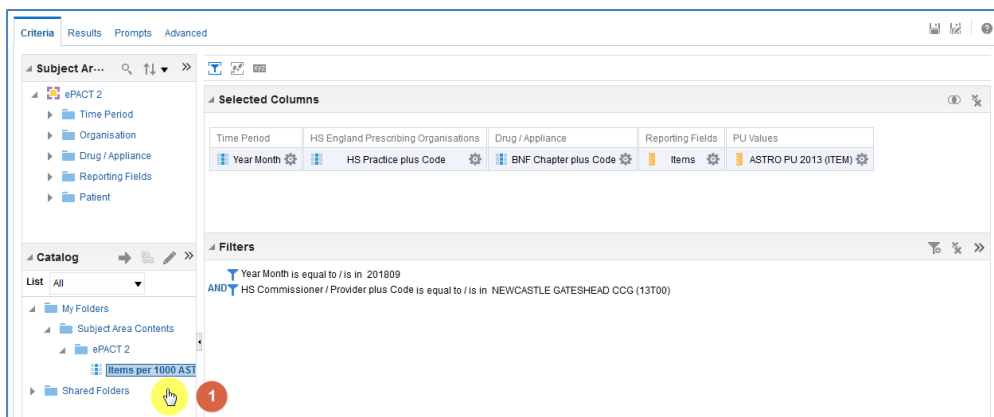 Criteria Results Prompts Advanced
Subject Ar...
ePACT 2
Time Period
Organisation
Drug / Appliance
Reporting Fields
Patient
Selected Columns
Time Period HS England Prescribing Organisations Drug / Appliance Reporting Fields PU Values
Year Month HS Practice plus Code BNF Chapter plus Code Items ASTRO PU 2013 (ITEM)
Catalog
List All
My Folders
Subject Area Contents
ePACT 2
Items per 1000 AST
Shared Folders
1
Filters
Year Month is equal to / is in 201809
AND HS Commissioner / Provider plus Code is equal to / is in NEWCASTLE GATESHEAD CCG (13T00)